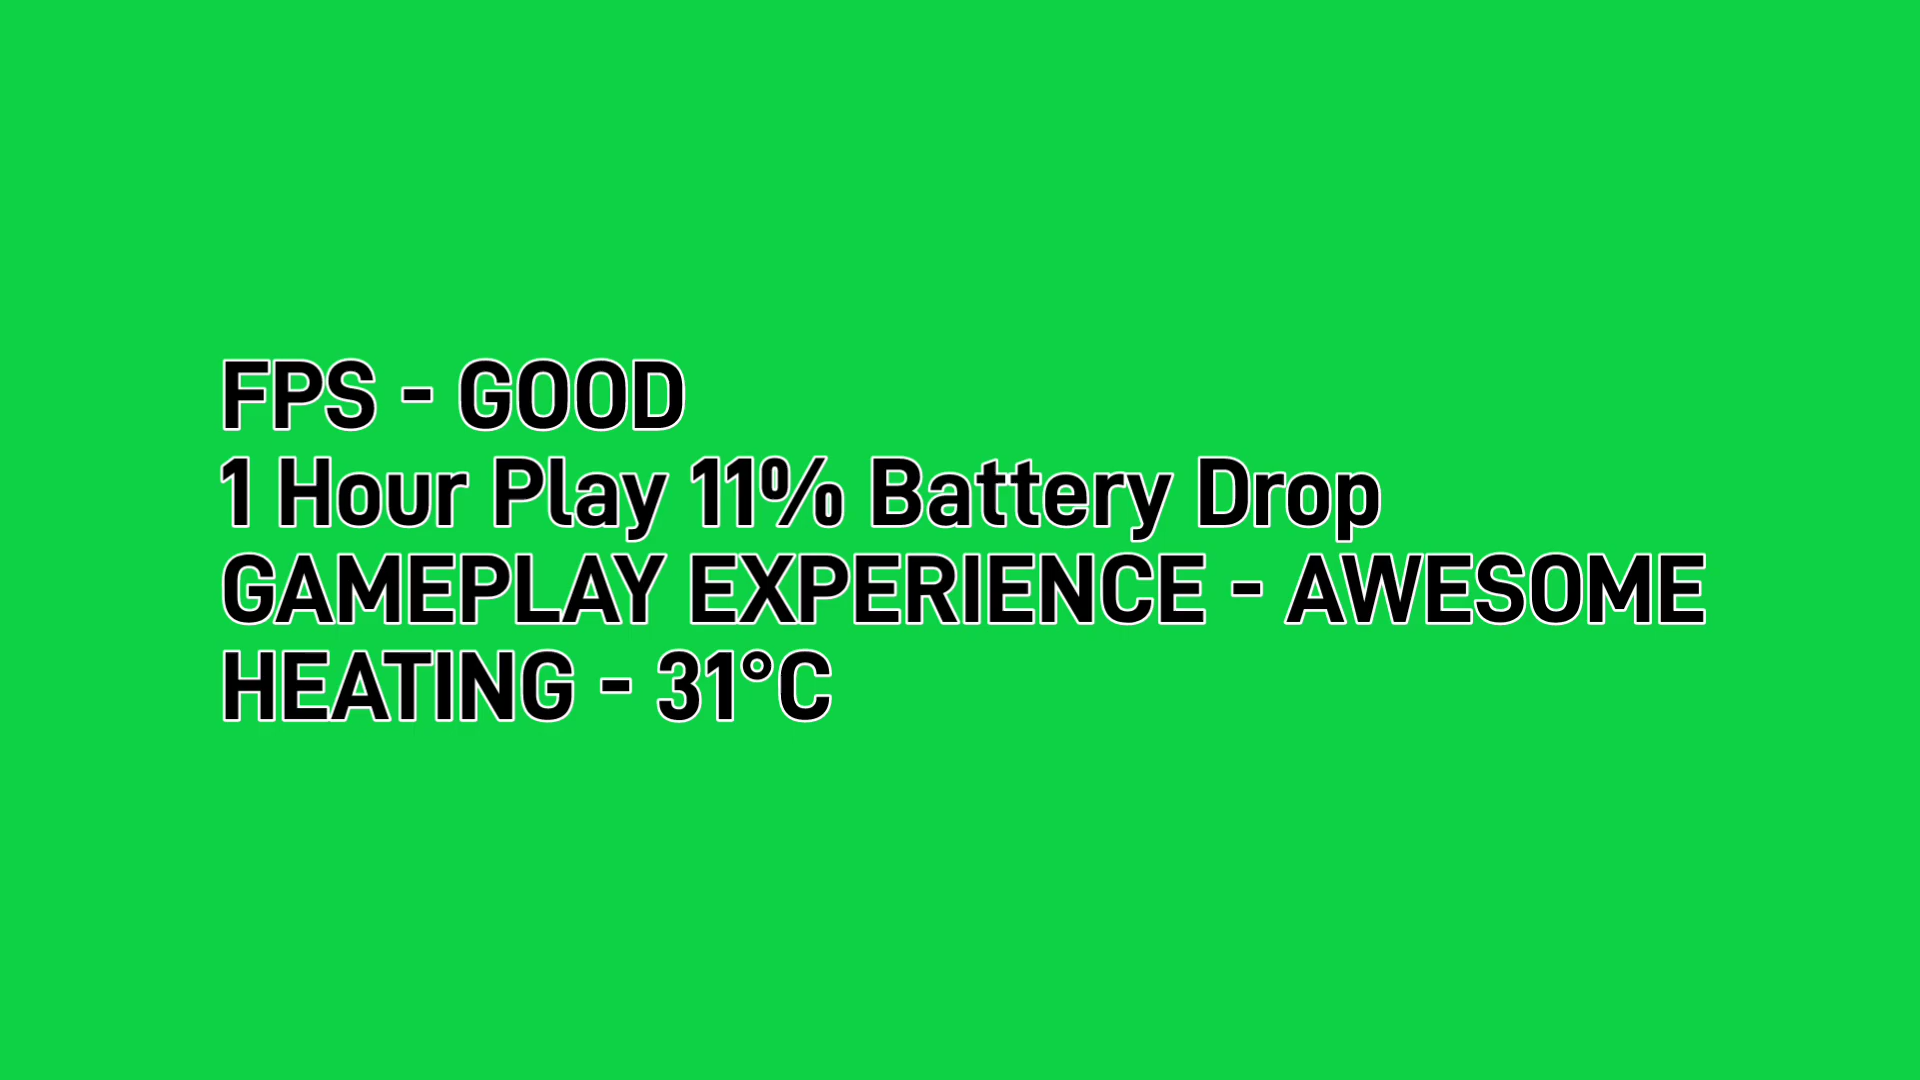 FPS - GOOD
1 Hour Play 11% Battery Drop
GAMEPLAY EXPERIENCE - AWESOME
HEATING - 31°C